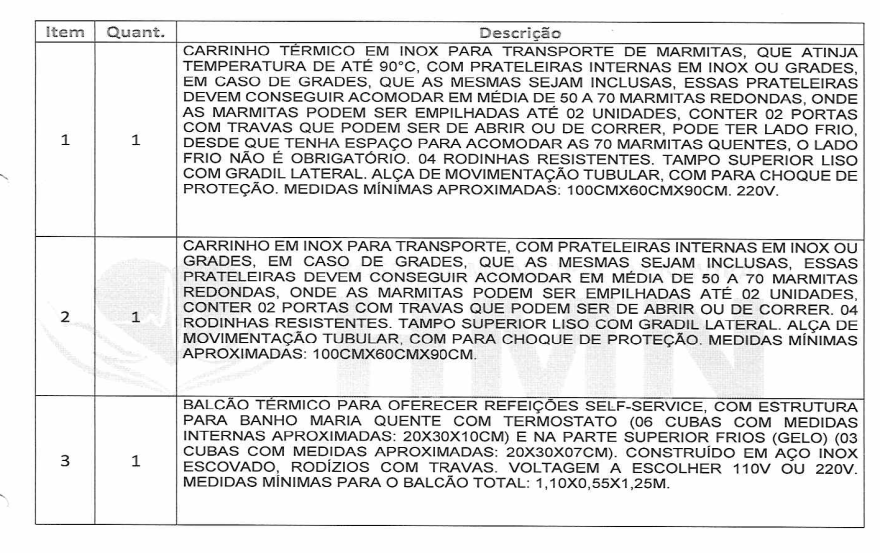 Item Quant. Descrição
CARRINHO TÉRMICO EM INOX PARA TRANSPORTE DE MARMITAS, QUE ATINJA
TEMPERATURA DE ATÉ 90°C, COM PRATELEIRAS INTERNAS EM INOX OU GRADES,
EM CASO DE GRADES, QUE AS MESMAS SEJAM INCLUSAS, ESSAS PRATELEIRAS
DEVEM CONSEGUIR ACOMODAR EM MÉDIA DE 50 A 70 MARMITAS REDONDAS, ONDE
AS MARMITAS PODEM SER EMPILHADAS ATÉ 02 UNIDADES, CONTER 02 PORTAS
1 1 COM TRAVAS QUE PODEM SER DE ABRIR OU DE CORRER, PODE TER LADO FRIO,
DESDE QUE TENHA ESPAÇO PARA ACOMODAR AS 70 MARMITAS QUENTES, O LADO
FRIO NÃO É OBRIGATÓRIO. 04 RODINHAS RESISTENTES. TAMPO SUPERIOR LISO
COM GRADIL LATERAL. ALÇA DE MOVIMENTAÇÃO TUBULAR, COM PARA CHOQUE DE
PROTEÇÃO. MEDIDAS MÍNIMAS APROXIMADAS: 100CMX60CMX90CM. 220V.
CARRINHO EM INOX PARA TRANSPORTE, COM PRATELEIRAS INTERNAS EM INOX OU
GRADES, EM CASO DE GRADES, QUE AS MESMAS SEJAM INCLUSAS, ESSAS
PRATELEIRAS DEVEM CONSEGUIR ACOMODAR EM MÉDIA DE 50 A 70 MARMITAS
REDONDAS, ONDE AS MARMITAS PODEM SER EMPILHADAS ATÉ 02 UNIDADES,
CONTER 02 PORTAS COM TRAVAS QUE PODEM SER DE ABRIR OU DE CORRER. 04
2 1 RODINHAS RESISTENTES. TAMPO SUPERIOR LISO COM GRADIL LATERAL. ALÇA DE
MOVIMENTAÇÃO TUBULAR, COM PARA CHOQUE DE PROTEÇÃO. MEDIDAS MÍNIMAS
APROXIMADAS: 100CMX60CMX90CM.
BALCÃO TÉRMICO PARA OFERECER REFEIÇÕES SELF-SERVICE, COM ESTRUTURA
PARA BANHO MARIA QUENTE COM TERMOSTATO (06 CUBAS COM MEDIDAS
INTERNAS APROXIMADAS: 20X30X10CM) E NA PARTE SUPERIOR FRIOS (GELO) (03
3 1 CUBAS COM MEDIDAS APROXIMADAS: 20X30X07CM). CONSTRUÍDO EM AÇO INOX
ESCOVADO, RODÍZIOS COM TRAVAS. VOLTAGEM A ESCOLHER 110V OU 220V.
MEDIDAS MÍNIMAS PARA O BALCÃO TOTAL: 1,10X0,55X1,25M.